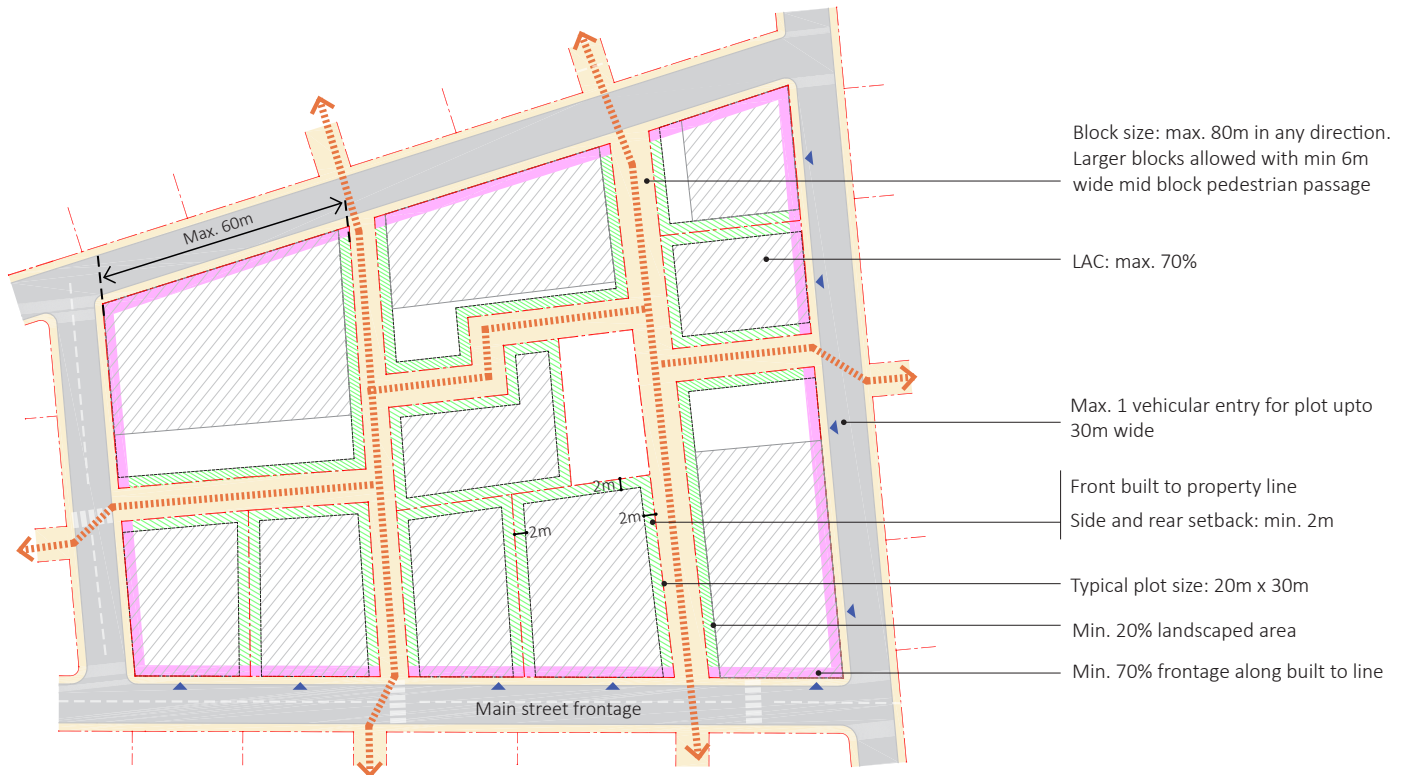 Block size: max. 80m in any direction.
Larger blocks allowed with min 6m
wide mid block pedestrian passage
Max. 60m
LAC: max. 70%
Max. 1 vehicular entry for plot upto
30m wide
Front built to property line
Side and rear setback: min. 2m
2m
2m
2m
Typical plot size: 20m x 30m
Min. 20% landscaped area
Min. 70% frontage along built to line
Main street frontage